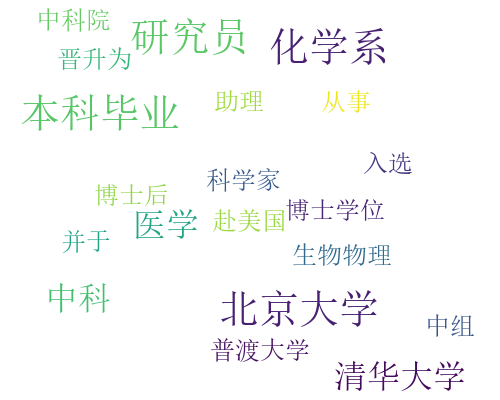 中科院
研究员
化学系
晋升为
本科毕业
助理
从事
入选
科学家
博士后
博士学位
医学
赴美国
并于
生物物理
中科
北京大学
中组
普渡大学
清华大学